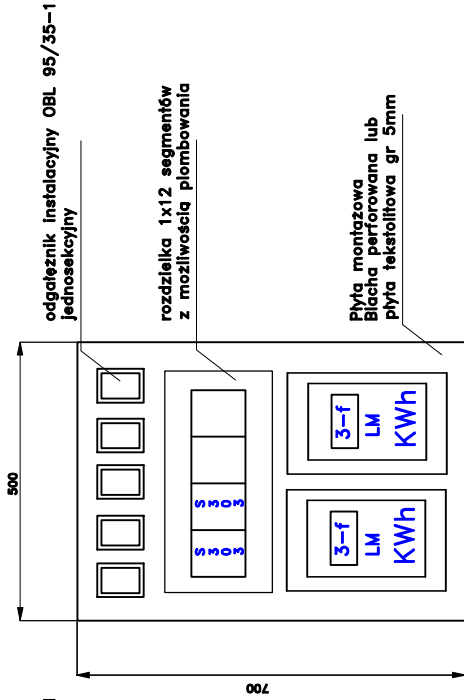 odgałęźnik instalacyjny OBL 95/35-1
jednosekcyjny
rozdzielka 1x12 segmentów
z możliwością plombowania
Płyta montażowa
Blacha perforowana lub
płyta tekstolitowa gr 5mm
500
700
S303
S303
3-f
LM
KWh
3-f
LM
KWh